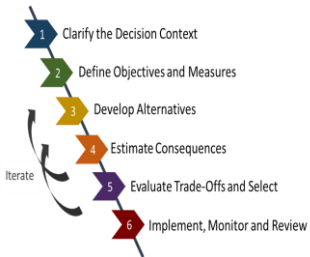 1 Clarify the Decision Context
2 Define Objectives and Measures
3 Develop Alternatives
4 Estimate Consequences
Iterate
5 Evaluate Trade-Offs and Select
6 Implement, Monitor and Review